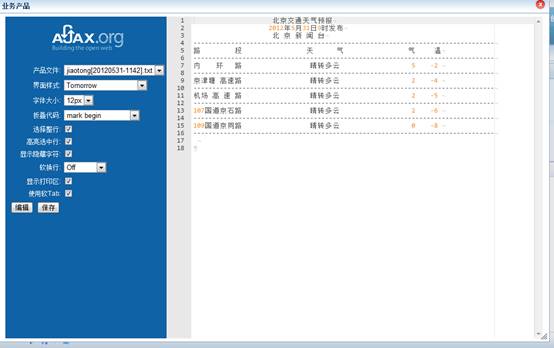 业务产品
AJAX.org
Building the open web
产品文件: jiaotong[20120531-1142].txt
界面样式: Tomorrow
字体大小: 12px
折叠代码: mark begin
选择整行:
高亮选中行:
显示隐藏字符:
软换行: Off
显示打印区:
使用软Tab:
编辑 保存
1 北京交通天气预报
2 2012年5月31日9时发布
3 北 京 新 闻 台
4
5 路 段 天 气 气 温
6
7 内 环 路 晴转多云 5 -2
8
9 京津塘 高速路 晴转多云 2 -4
10
11 机场 高 速 路 晴转多云 2 -5
12
13 107国道京石路 晴转多云 2 -6
14
15 109国道京同路 晴转多云 0 -8
16
17
18